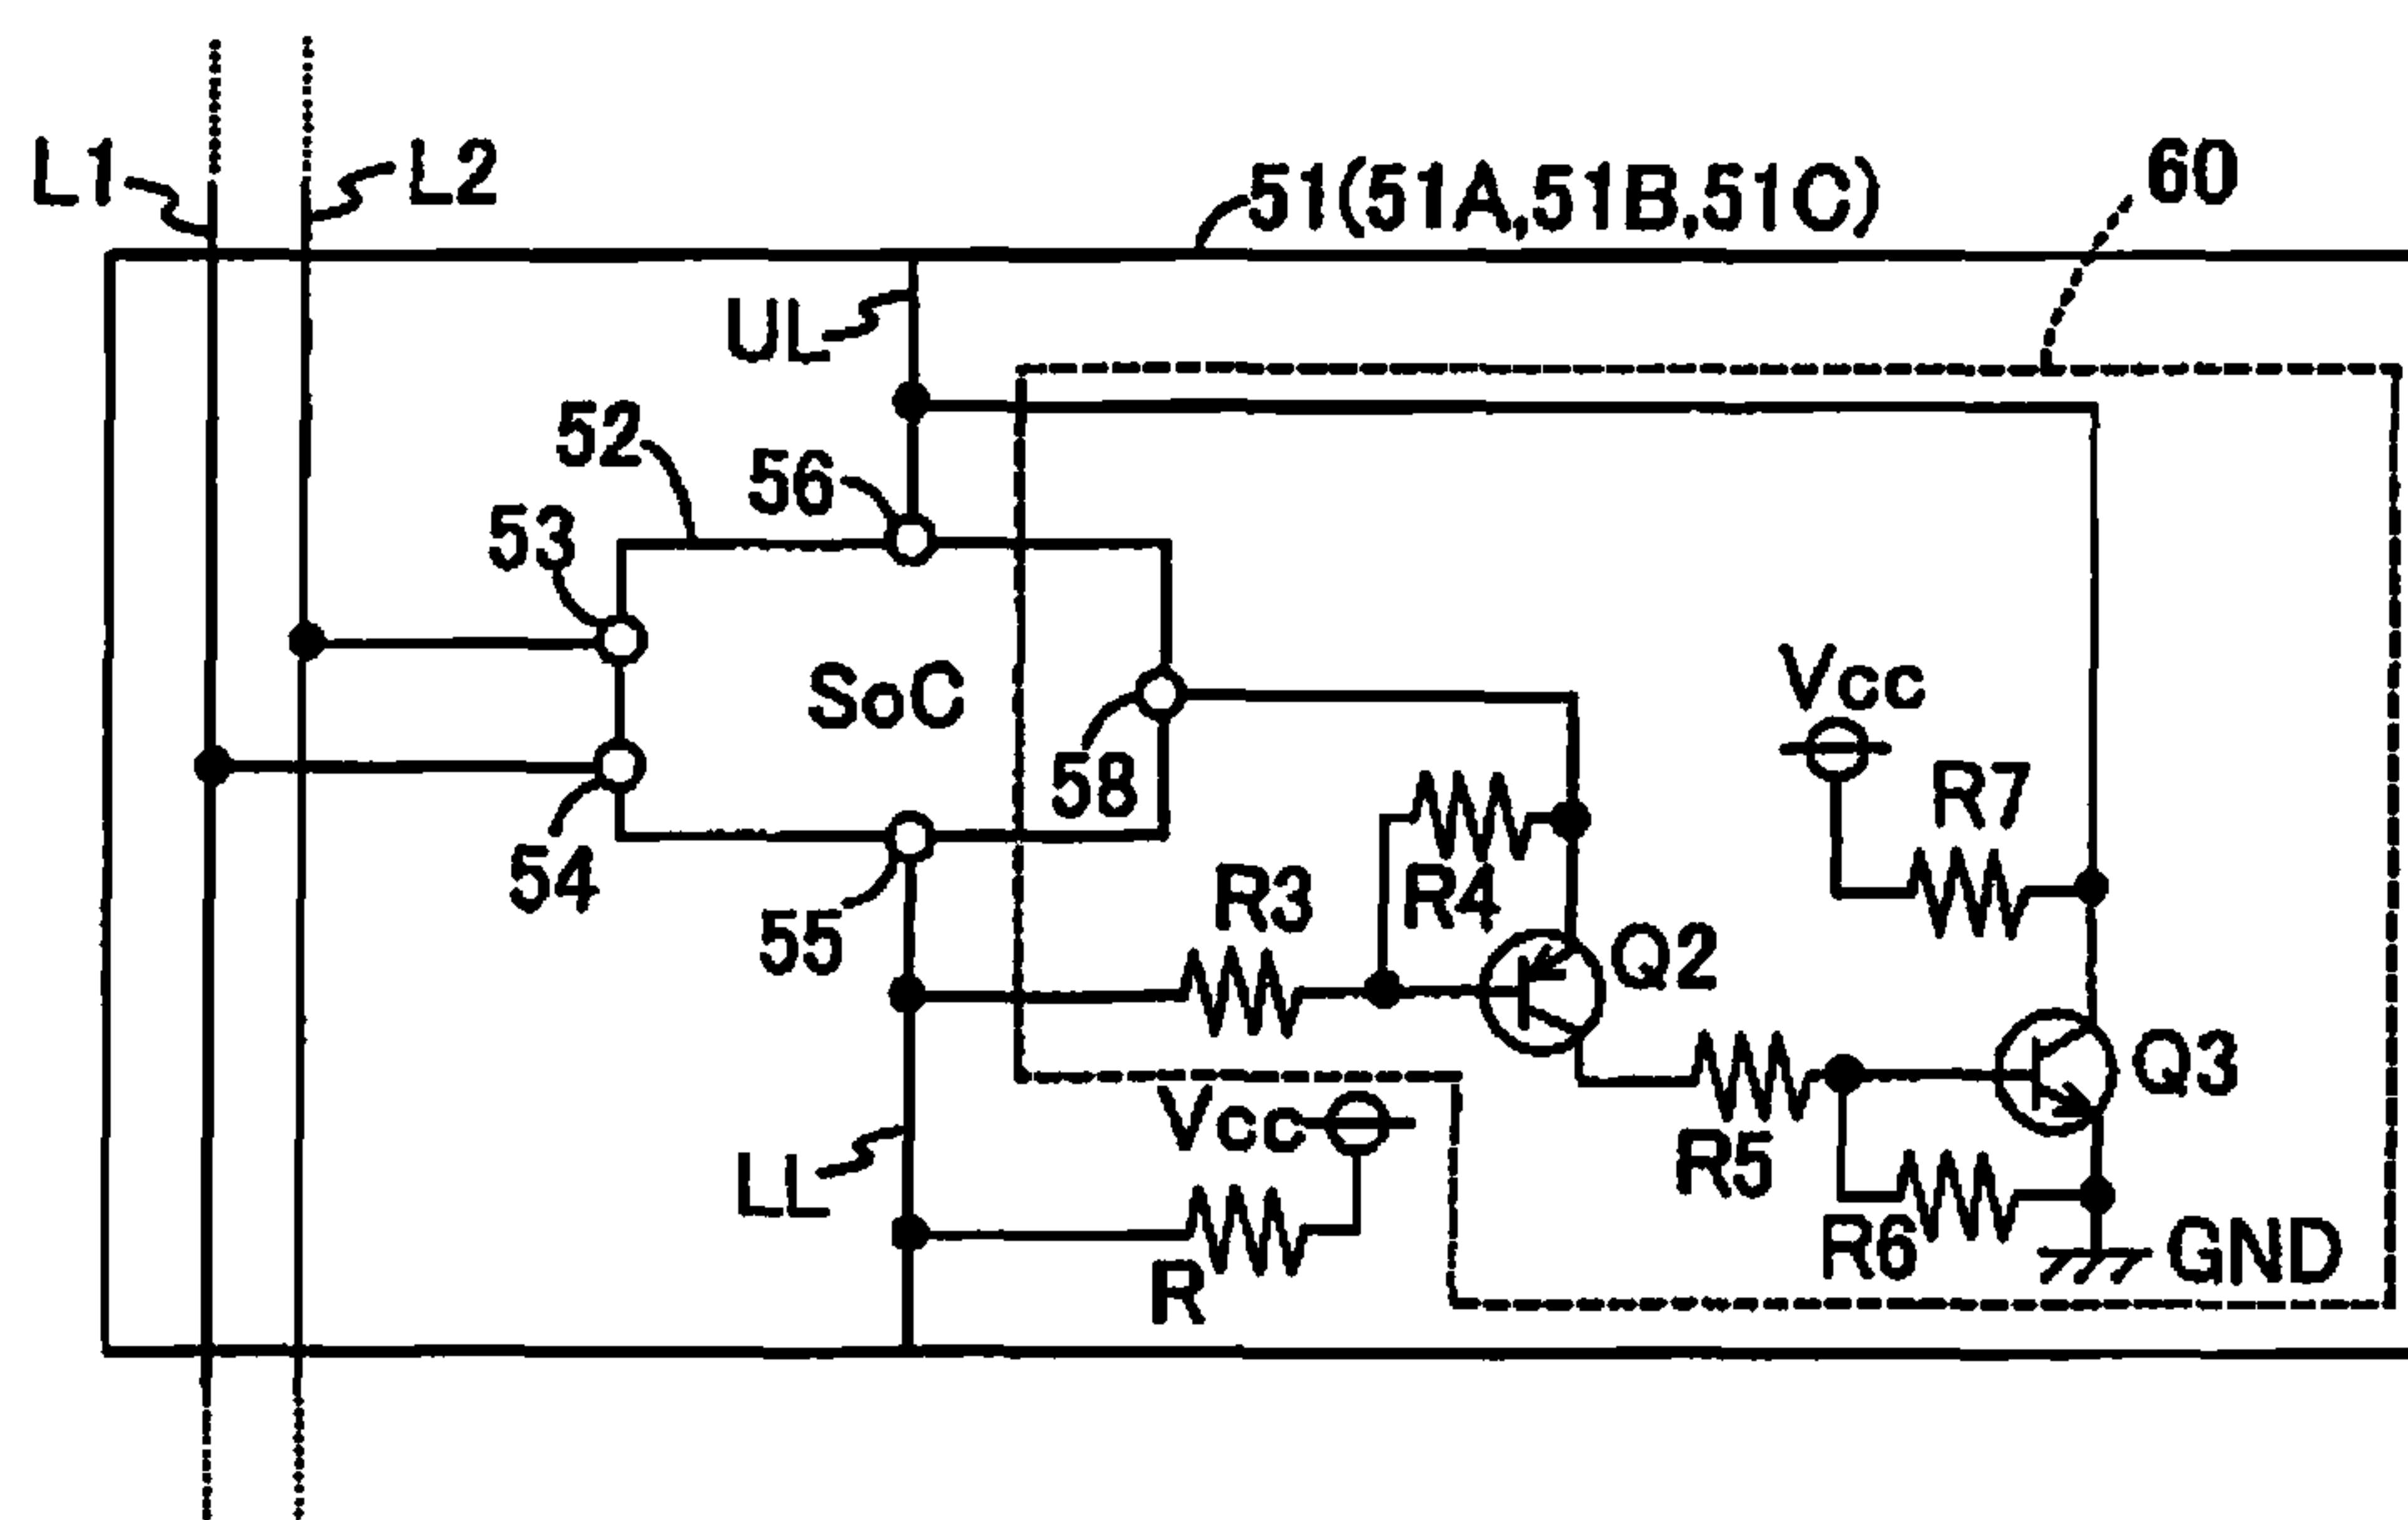 L1
L2
51(51A,51B,51C)
60
UL
52
56
53
SoC
Vcc
58
R7
54
R3
R4
55
Q2
Q3
Vcc
R5
LL
R6
GND
R